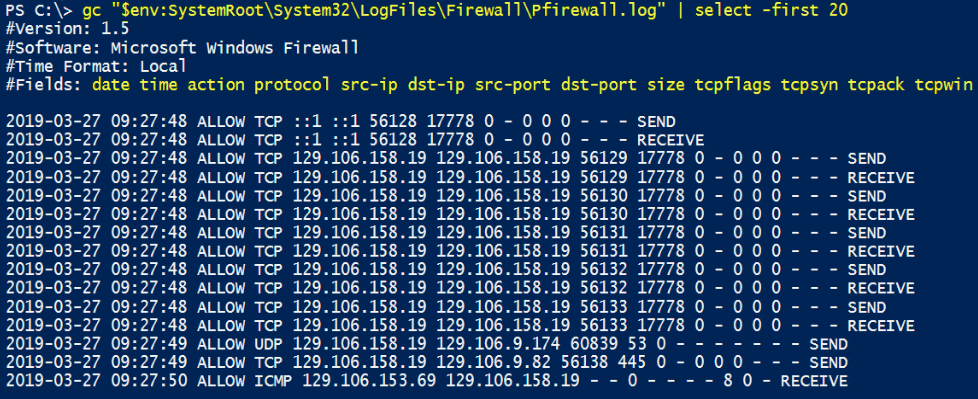 PS C:\> gc "$env:SystemRoot\System32\LogFiles\Firewall\Pfirewall.log" | select -first 20
#Version: 1.5
#Software: Microsoft Windows Firewall
#Time Format: Local
#Fields: date time action protocol src-ip dst-ip src-port dst-port size tcpflags tcpsyn tcpack tcpwin
2019-03-27 09:27:48 ALLOW TCP ::1 ::1 56128 17778 0 - 0 0 0 - - - SEND
2019-03-27 09:27:48 ALLOW TCP ::1 ::1 56128 17778 0 - 0 0 0 - - - RECEIVE
2019-03-27 09:27:48 ALLOW TCP 129.106.158.19 129.106.158.19 56129 17778 0 - 0 0 0 - - - SEND
2019-03-27 09:27:48 ALLOW TCP 129.106.158.19 129.106.158.19 56129 17778 0 - 0 0 0 - - - RECEIVE
2019-03-27 09:27:48 ALLOW TCP 129.106.158.19 129.106.158.19 56130 17778 0 - 0 0 0 - - - SEND
2019-03-27 09:27:48 ALLOW TCP 129.106.158.19 129.106.158.19 56130 17778 0 - 0 0 0 - - - RECEIVE
2019-03-27 09:27:48 ALLOW TCP 129.106.158.19 129.106.158.19 56131 17778 0 - 0 0 0 - - - SEND
2019-03-27 09:27:48 ALLOW TCP 129.106.158.19 129.106.158.19 56131 17778 0 - 0 0 0 - - - RECEIVE
2019-03-27 09:27:48 ALLOW TCP 129.106.158.19 129.106.158.19 56132 17778 0 - 0 0 0 - - - SEND
2019-03-27 09:27:48 ALLOW TCP 129.106.158.19 129.106.158.19 56132 17778 0 - 0 0 0 - - - RECEIVE
2019-03-27 09:27:48 ALLOW TCP 129.106.158.19 129.106.158.19 56133 17778 0 - 0 0 0 - - - SEND
2019-03-27 09:27:48 ALLOW TCP 129.106.158.19 129.106.158.19 56133 17778 0 - 0 0 0 - - - RECEIVE
2019-03-27 09:27:49 ALLOW UDP 129.106.158.19 129.106.9.174 60839 53 0 - - - - - - - SEND
2019-03-27 09:27:49 ALLOW TCP 129.106.158.19 129.106.9.82 56138 445 0 - 0 0 0 - - - SEND
2019-03-27 09:27:50 ALLOW ICMP 129.106.153.69 129.106.158.19 - - 0 - - - - 8 0 - RECEIVE